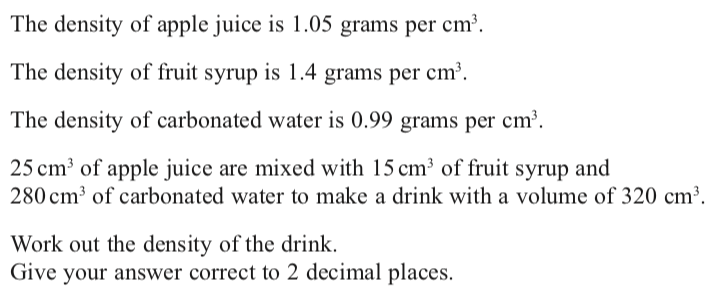 The density of apple juice is 1.05 grams per cm³.
The density of fruit syrup is 1.4 grams per cm³.
The density of carbonated water is 0.99 grams per cm³.
25 cm³ of apple juice are mixed with 15 cm³ of fruit syrup and
280 cm³ of carbonated water to make a drink with a volume of 320 cm³.
Work out the density of the drink.
Give your answer correct to 2 decimal places.